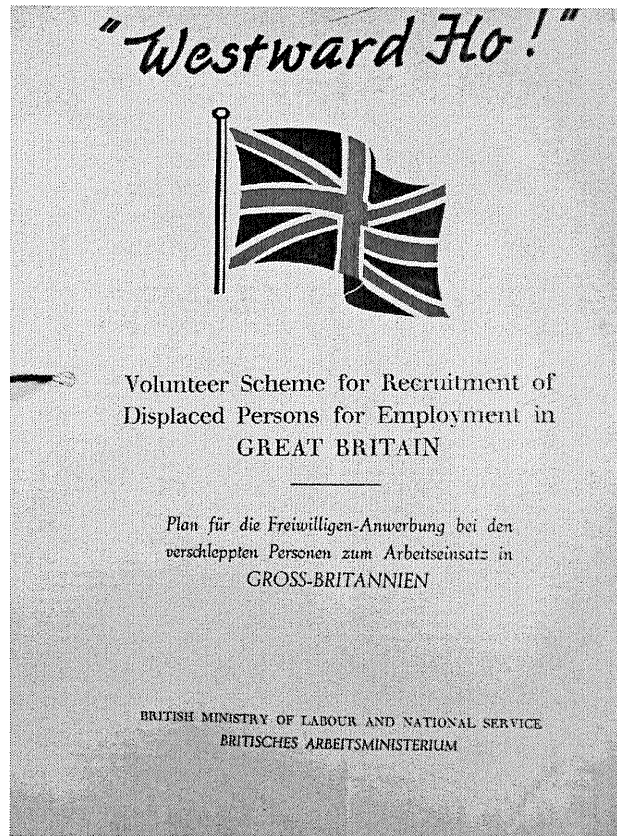 "Westward Ho!"
Volunteer Scheme for Recruitment of
Displaced Persons for Employment in
GREAT BRITAIN
Plan für die Freiwilligen-Anwerbung bei den
verschleppten Personen zum Arbeitseinsatz in
GROSS-BRITANNIEN
BRITISH MINISTRY OF LABOUR AND NATIONAL SERVICE
BRITISCHES ARBEITSMINISTERIUM